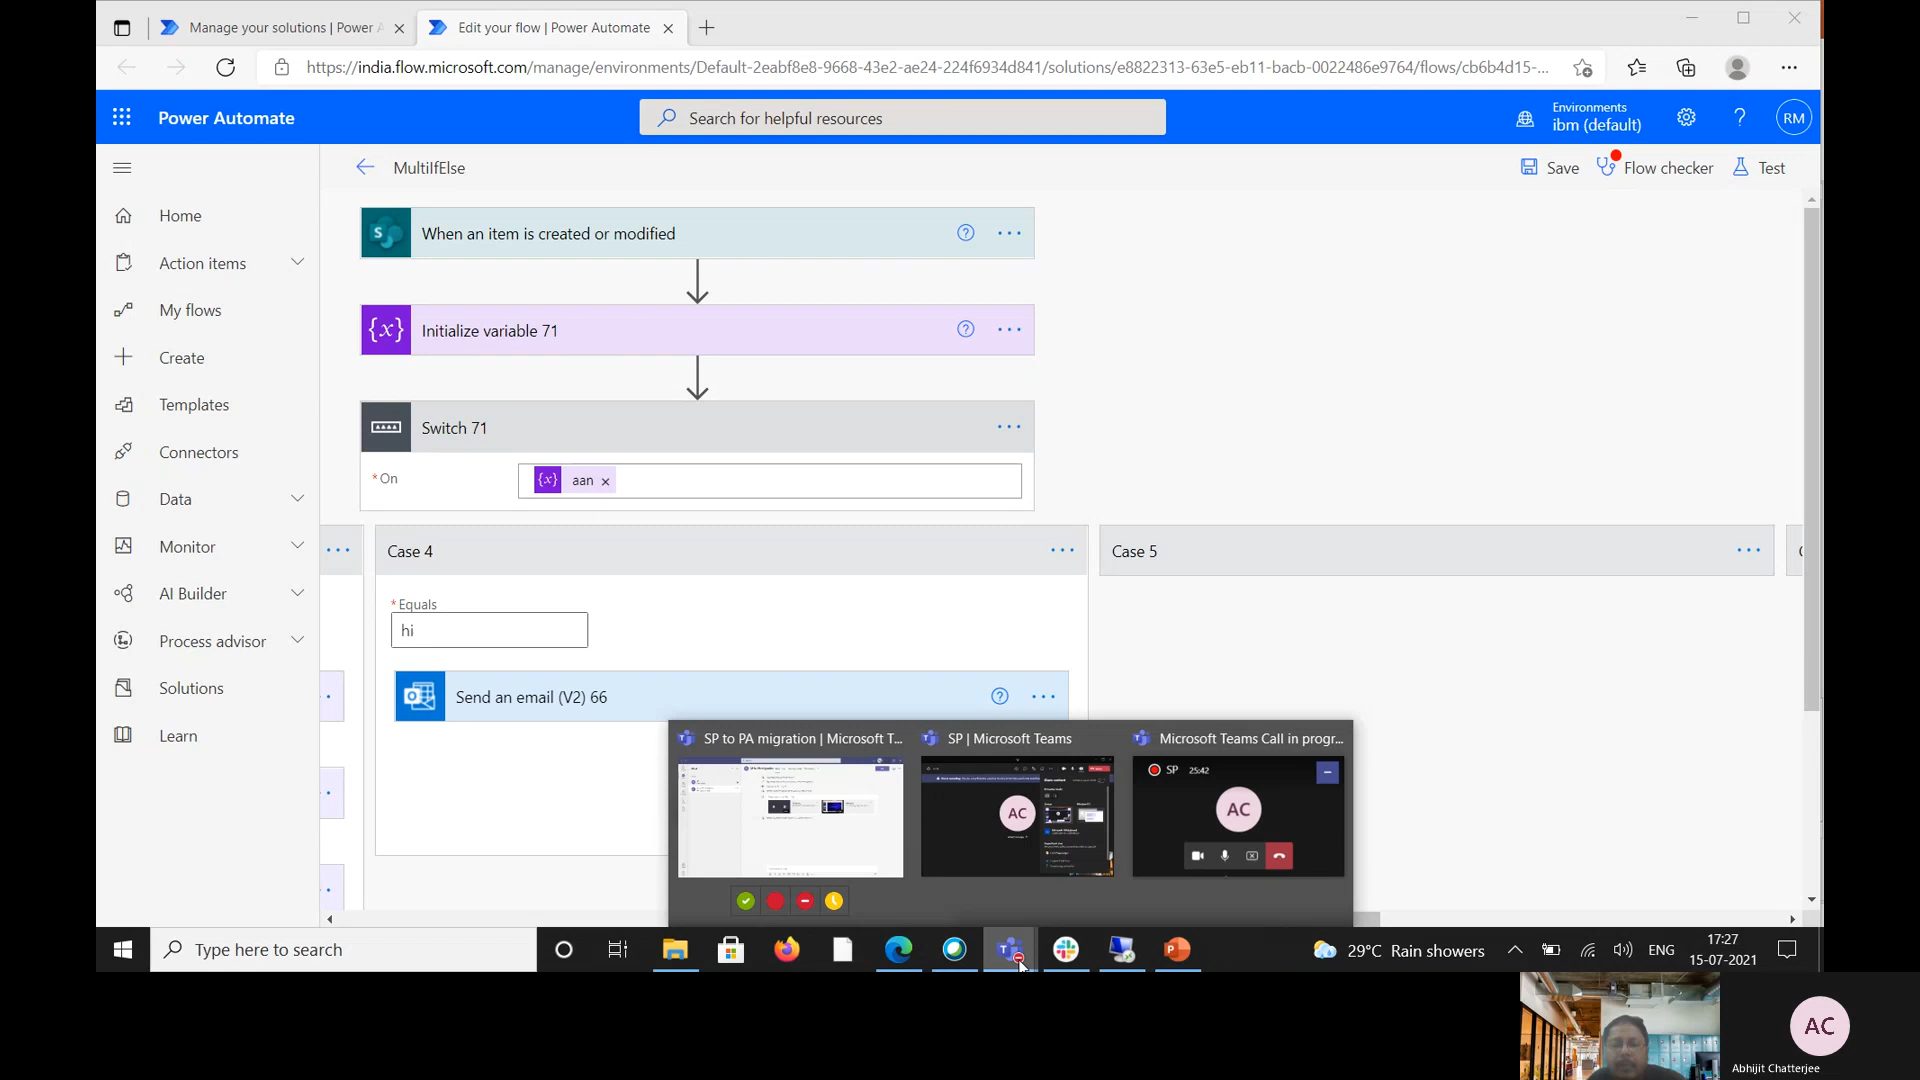 Manage your solutions | Power A
Edit your flow | Power Automate
https://india.flow.microsoft.com/manage/environments/Default-2eabf8e8-9668-43e2-ae24-224f6934d841/solutions/e8822313-63e5-eb11-bacb-0022486e9764/flows/cb6b4d15-...
Power Automate
Search for helpful resources
Environments
ibm (default)
RM
MultiIfElse
Save
Flow checker
Test
Home
Action items
My flows
Create
Templates
Connectors
Data
Monitor
AI Builder
Process advisor
Solutions
Learn
When an item is created or modified
{x} Initialize variable 71
Switch 71
* On
{x} aan
Case 4
Case 5
* Equals
hi
Send an email (V2) 66
SP to PA migration | Microsoft T...
SP | Microsoft Teams
Microsoft Teams Call in progr...
AC
SP 25:42
AC
Type here to search
29°C Rain showers
ENG
17:27
15-07-2021
AC
Abhijit Chatterjee